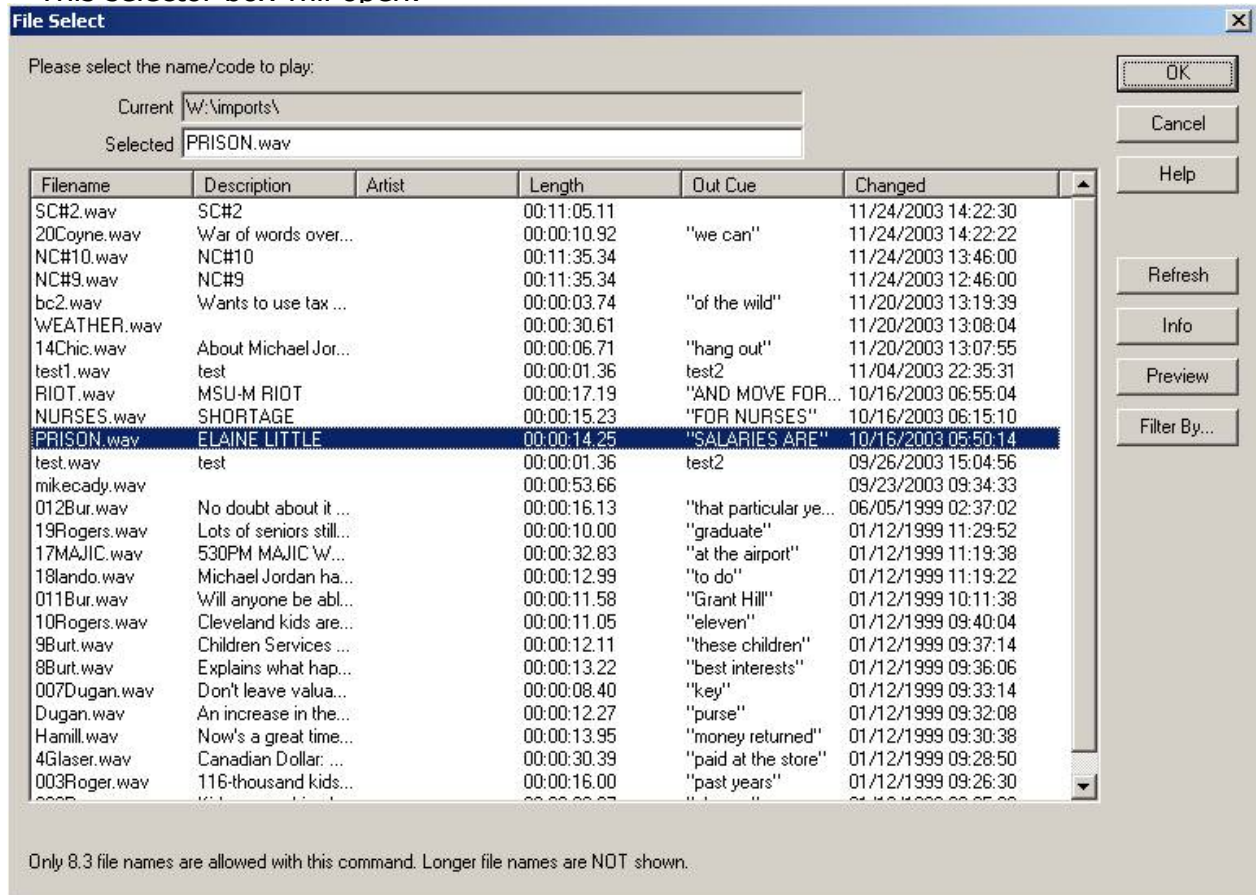 This selector box will open:
File Select
Please select the name/code to play:
OK
Current W:\imports\
Cancel
Selected PRISON.wav
Help
Filename Description Artist Length Out Cue Changed
SC#2.wav SC#2 00:11:05.11 11/24/2003 14:22:30
20Coyne.wav War of words over... 00:00:10.92 "we can" 11/24/2003 14:22:22
NC#10.wav NC#10 00:11:35.34 11/24/2003 13:46:00
NC#9.wav NC#9 00:11:35.34 11/24/2003 12:46:00
Refresh
bc2.wav Wants to use tax ... 00:00:03.74 "of the wild" 11/20/2003 13:19:39
WEATHER.wav 00:00:30.61 11/20/2003 13:08:04
Info
14Chic.wav About Michael Jor... 00:00:06.71 "hang out" 11/20/2003 13:07:55
test1.wav test 00:00:01.36 test2 11/04/2003 22:35:31
Preview
RIOT.wav MSU-M RIOT 00:00:17.19 "AND MOVE FOR... 10/16/2003 06:55:04
NURSES.wav SHORTAGE 00:00:15.23 "FOR NURSES" 10/16/2003 06:15:10
Filter By...
PRISON.wav ELAINE LITTLE 00:00:14.25 "SALARIES ARE" 10/16/2003 05:50:14
test.wav test 00:00:01.36 test2 09/26/2003 15:04:56
mikecady.wav 00:00:53.66 09/23/2003 09:34:33
012Bur.wav No doubt about it ... 00:00:16.13 "that particular ye... 06/05/1999 02:37:02
19Rogers.wav Lots of seniors still... 00:00:10.00 "graduate" 01/12/1999 11:29:52
17MAJIC.wav 530PM MAJIC W... 00:00:32.83 "at the airport" 01/12/1999 11:19:38
18lando.wav Michael Jordan ha... 00:00:12.99 "to do" 01/12/1999 11:19:22
011Bur.wav Will anyone be abl... 00:00:11.58 "Grant Hill" 01/12/1999 10:11:38
10Rogers.wav Cleveland kids are... 00:00:11.05 "eleven" 01/12/1999 09:40:04
9Burt.wav Children Services ... 00:00:12.11 "these children" 01/12/1999 09:37:14
8Burt.wav Explains what hap... 00:00:13.22 "best interests" 01/12/1999 09:36:06
007Dugan.wav Don't leave valua... 00:00:08.40 "key" 01/12/1999 09:33:14
Dugan.wav An increase in the... 00:00:12.27 "purse" 01/12/1999 09:32:08
Hamill.wav Now's a great time... 00:00:13.95 "money returned" 01/12/1999 09:30:38
4Glaser.wav Canadian Dollar: ... 00:00:30.39 "paid at the store" 01/12/1999 09:28:50
003Roger.wav 116-thousand kids... 00:00:16.00 "past years" 01/12/1999 09:26:30
Only 8.3 file names are allowed with this command. Longer file names are NOT shown.